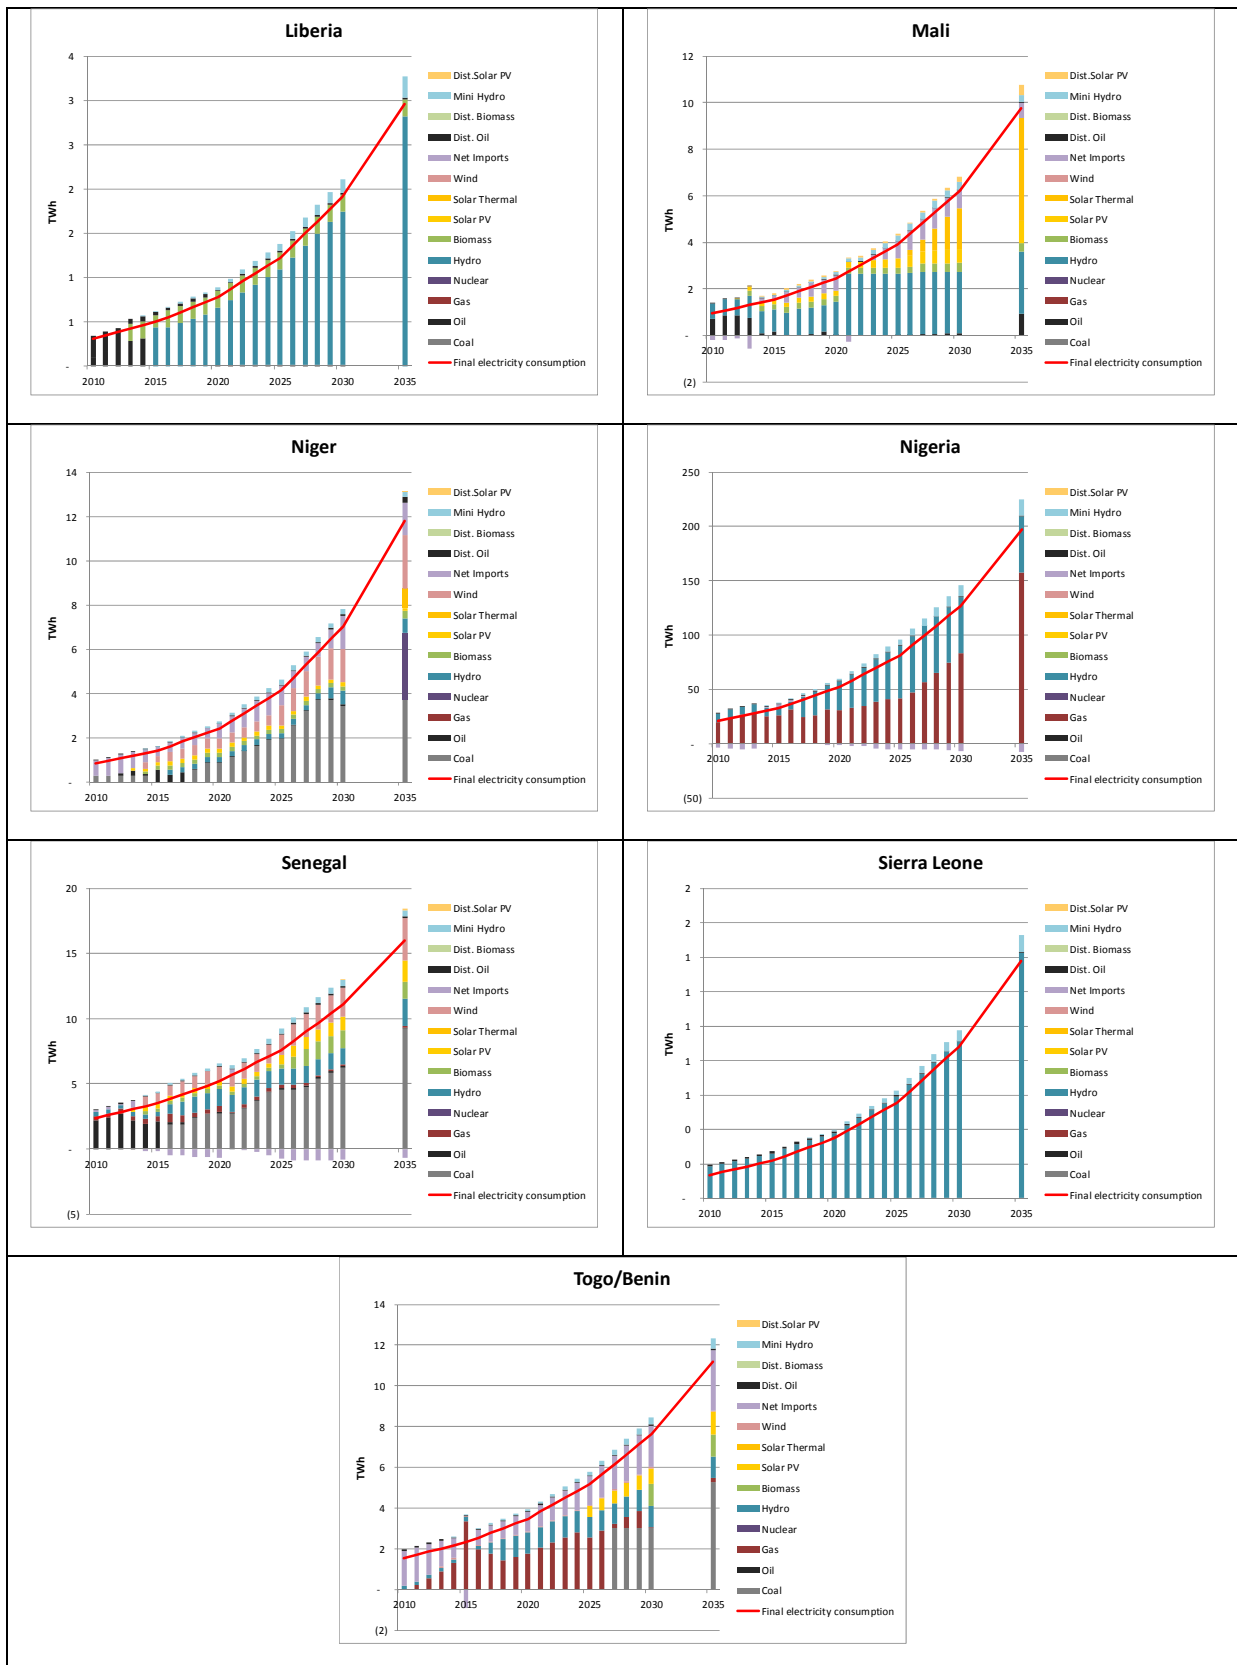 Liberia
4
3
3
2
2
1
1
-
TWh
2010 2015 2020 2025 2030 2035
Dist.Solar PV
Mini Hydro
Dist. Biomass
Dist. Oil
Net Imports
Wind
Solar Thermal
Solar PV
Biomass
Hydro
Nuclear
Gas
Oil
Coal
Final electricity consumption
Mali
12
10
8
6
4
2
-
(2)
TWh
2010 2015 2020 2025 2030 2035
Dist.Solar PV
Mini Hydro
Dist. Biomass
Dist. Oil
Net Imports
Wind
Solar Thermal
Solar PV
Biomass
Hydro
Nuclear
Gas
Oil
Coal
Final electricity consumption
Niger
14
12
10
8
6
4
2
-
TWh
2010 2015 2020 2025 2030 2035
Dist.Solar PV
Mini Hydro
Dist. Biomass
Dist. Oil
Net Imports
Wind
Solar Thermal
Solar PV
Biomass
Hydro
Nuclear
Gas
Oil
Coal
Final electricity consumption
Nigeria
250
200
150
100
50
-
(50)
TWh
2010 2015 2020 2025 2030 2035
Dist.Solar PV
Mini Hydro
Dist. Biomass
Dist. Oil
Net Imports
Wind
Solar Thermal
Solar PV
Biomass
Hydro
Nuclear
Gas
Oil
Coal
Final electricity consumption
Senegal
20
15
10
5
-
(5)
TWh
2010 2015 2020 2025 2030 2035
Dist.Solar PV
Mini Hydro
Dist. Biomass
Dist. Oil
Net Imports
Wind
Solar Thermal
Solar PV
Biomass
Hydro
Nuclear
Gas
Oil
Coal
Final electricity consumption
Sierra Leone
2
2
1
1
1
1
1
0
0
-
TWh
2010 2015 2020 2025 2030 2035
Dist.Solar PV
Mini Hydro
Dist. Biomass
Dist. Oil
Net Imports
Wind
Solar Thermal
Solar PV
Biomass
Hydro
Nuclear
Gas
Oil
Coal
Final electricity consumption
Togo/Benin
14
12
10
8
6
4
2
-
(2)
TWh
2010 2015 2020 2025 2030 2035
Dist.Solar PV
Mini Hydro
Dist. Biomass
Dist. Oil
Net Imports
Wind
Solar Thermal
Solar PV
Biomass
Hydro
Nuclear
Gas
Oil
Coal
Final electricity consumption